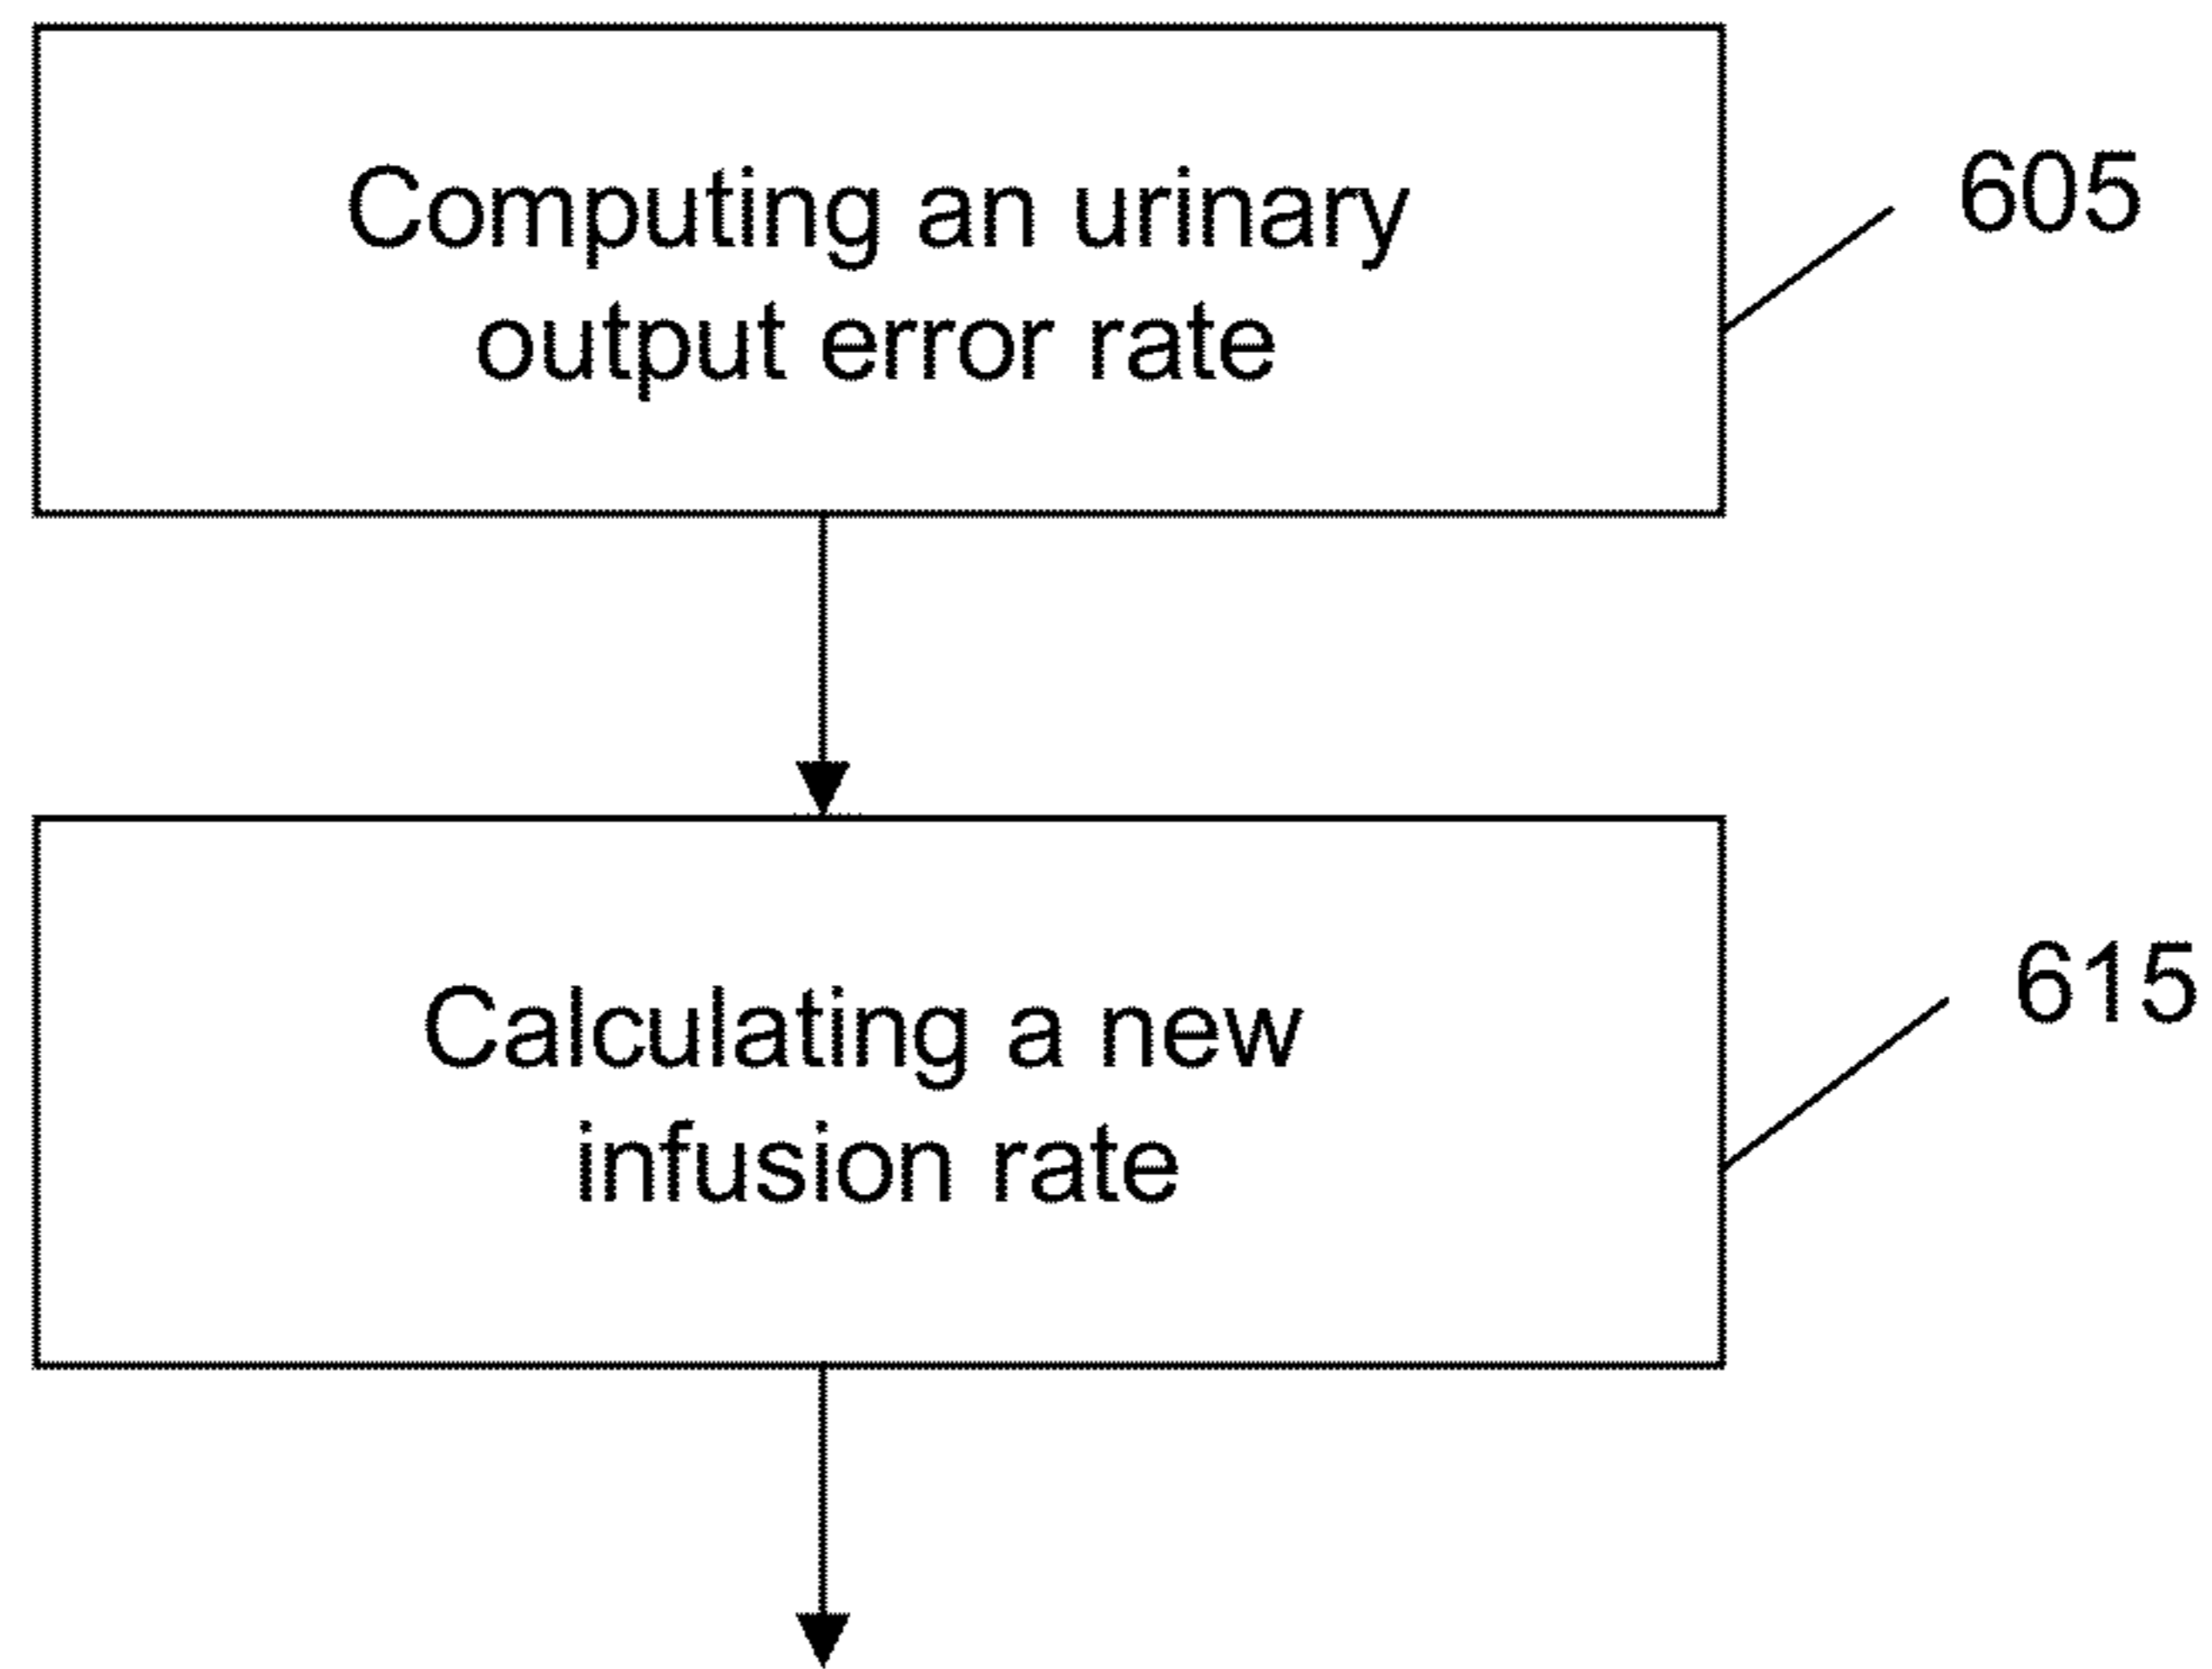 Computing an urinary
output error rate
605
Calculating a new
infusion rate
615